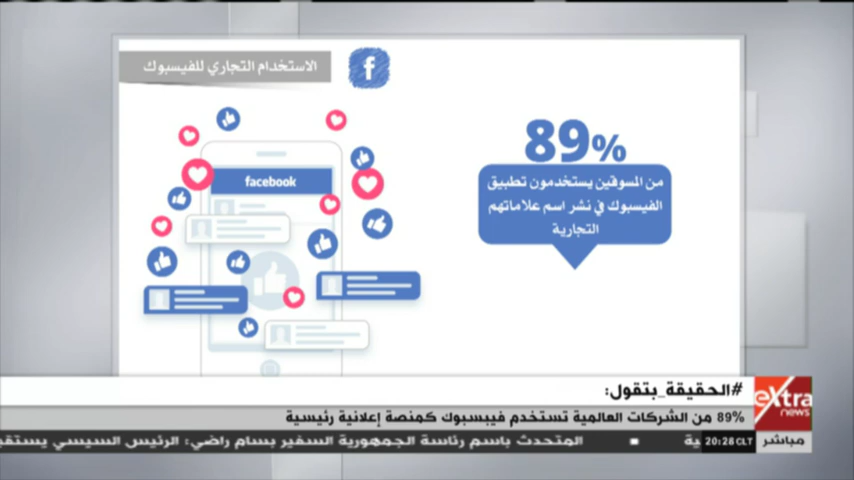 الاستخدام التجاري للفيسبوك
f
facebook
89%
من المسوقين يستخدمون تطبيق
الفيسبوك في نشر اسم علاماتهم
التجارية
#الحقيقة_بتقول:
89% من الشركات العالمية تستخدم فيبسبوك كمنصة إعلانية رئيسية
eXtra
news
مباشر
20:28 CLT
المتحدث باسم رئاسة الجمهورية السفير بسام راضي: الرئيس السيسي